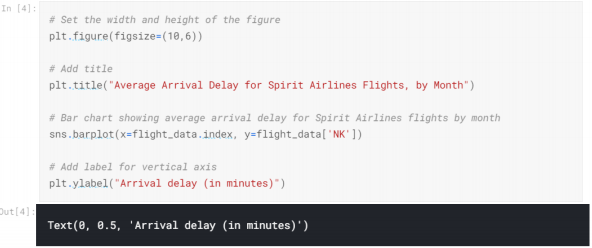 In [4]:
# Set the width and height of the figure
plt.figure(figsize=(10,6))
# Add title
plt.title("Average Arrival Delay for Spirit Airlines Flights, by Month")
# Bar chart showing average arrival delay for Spirit Airlines flights by month
sns.barplot(x=flight_data.index, y=flight_data['NK'])
# Add label for vertical axis
plt.ylabel("Arrival delay (in minutes)")
Out[4]:
Text(0, 0.5, 'Arrival delay (in minutes)')